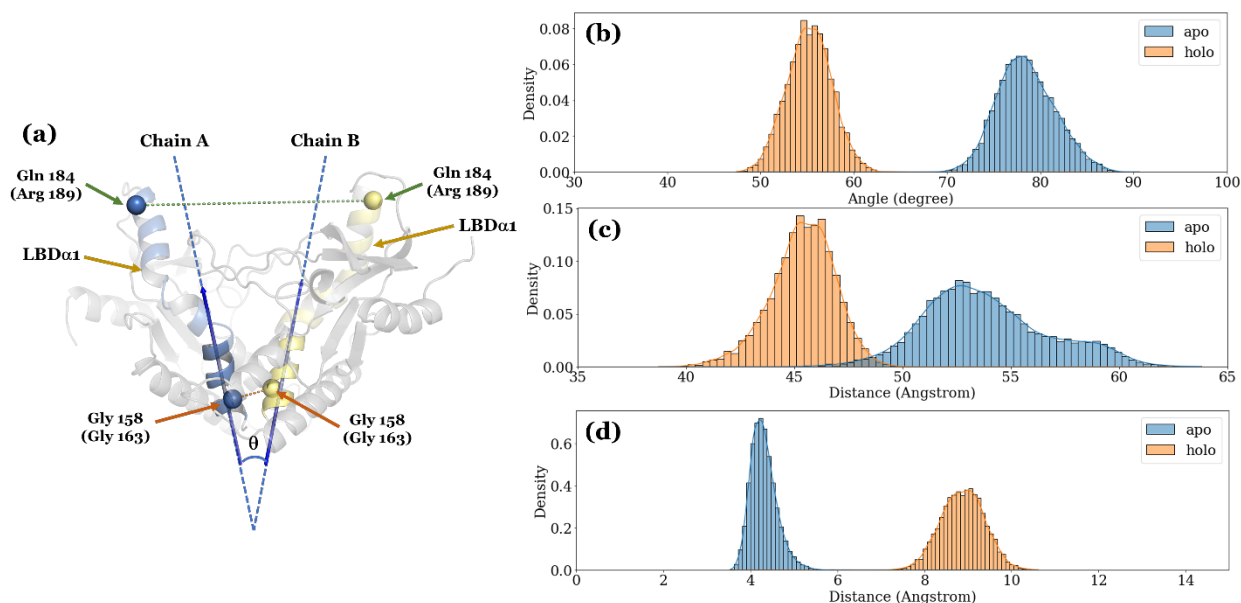 (a)
Chain A
Chain B
Gln 184
(Arg 189)
Gln 184
(Arg 189)
LBDα1
LBDα1
Gly 158
(Gly 163)
Gly 158
(Gly 163)
θ
(b)
apo
holo
Density
0.08
0.06
0.04
0.02
0.00
30 40 50 60 70 80 90 100
Angle (degree)
(c)
apo
holo
Density
0.15
0.10
0.05
0.00
35 40 45 50 55 60 65
Distance (Angstrom)
(d)
apo
holo
Density
0.6
0.4
0.2
0.0
0 2 4 6 8 10 12 14
Distance (Angstrom)